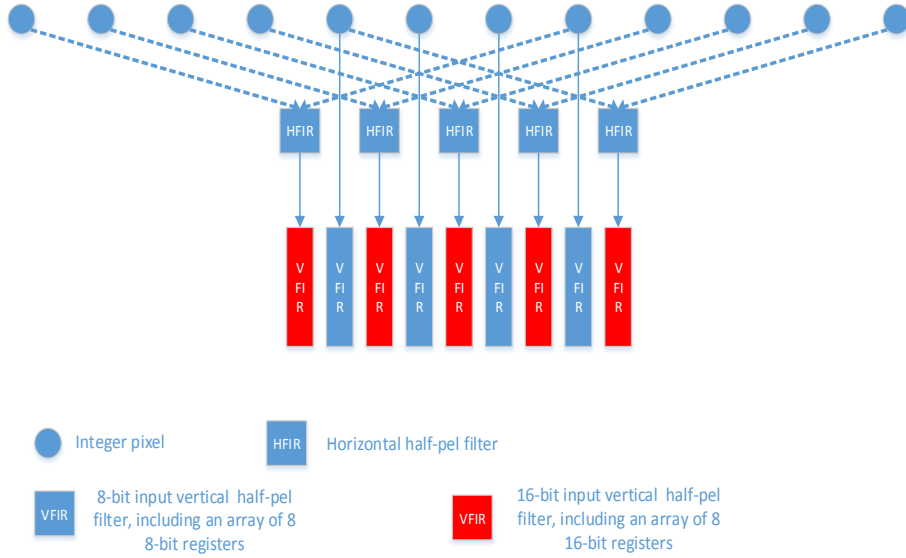 HFIR HFIR HFIR HFIR HFIR
V V V V V V V V V
FI FI FI FI FI FI FI FI FI
R R R R R R R R R
Integer pixel
HFIR
Horizontal half-pel filter
VFIR
8-bit input vertical half-pel
filter, including an array of 8
8-bit registers
VFIR
16-bit input vertical half-pel
filter, including an array of 8
16-bit registers